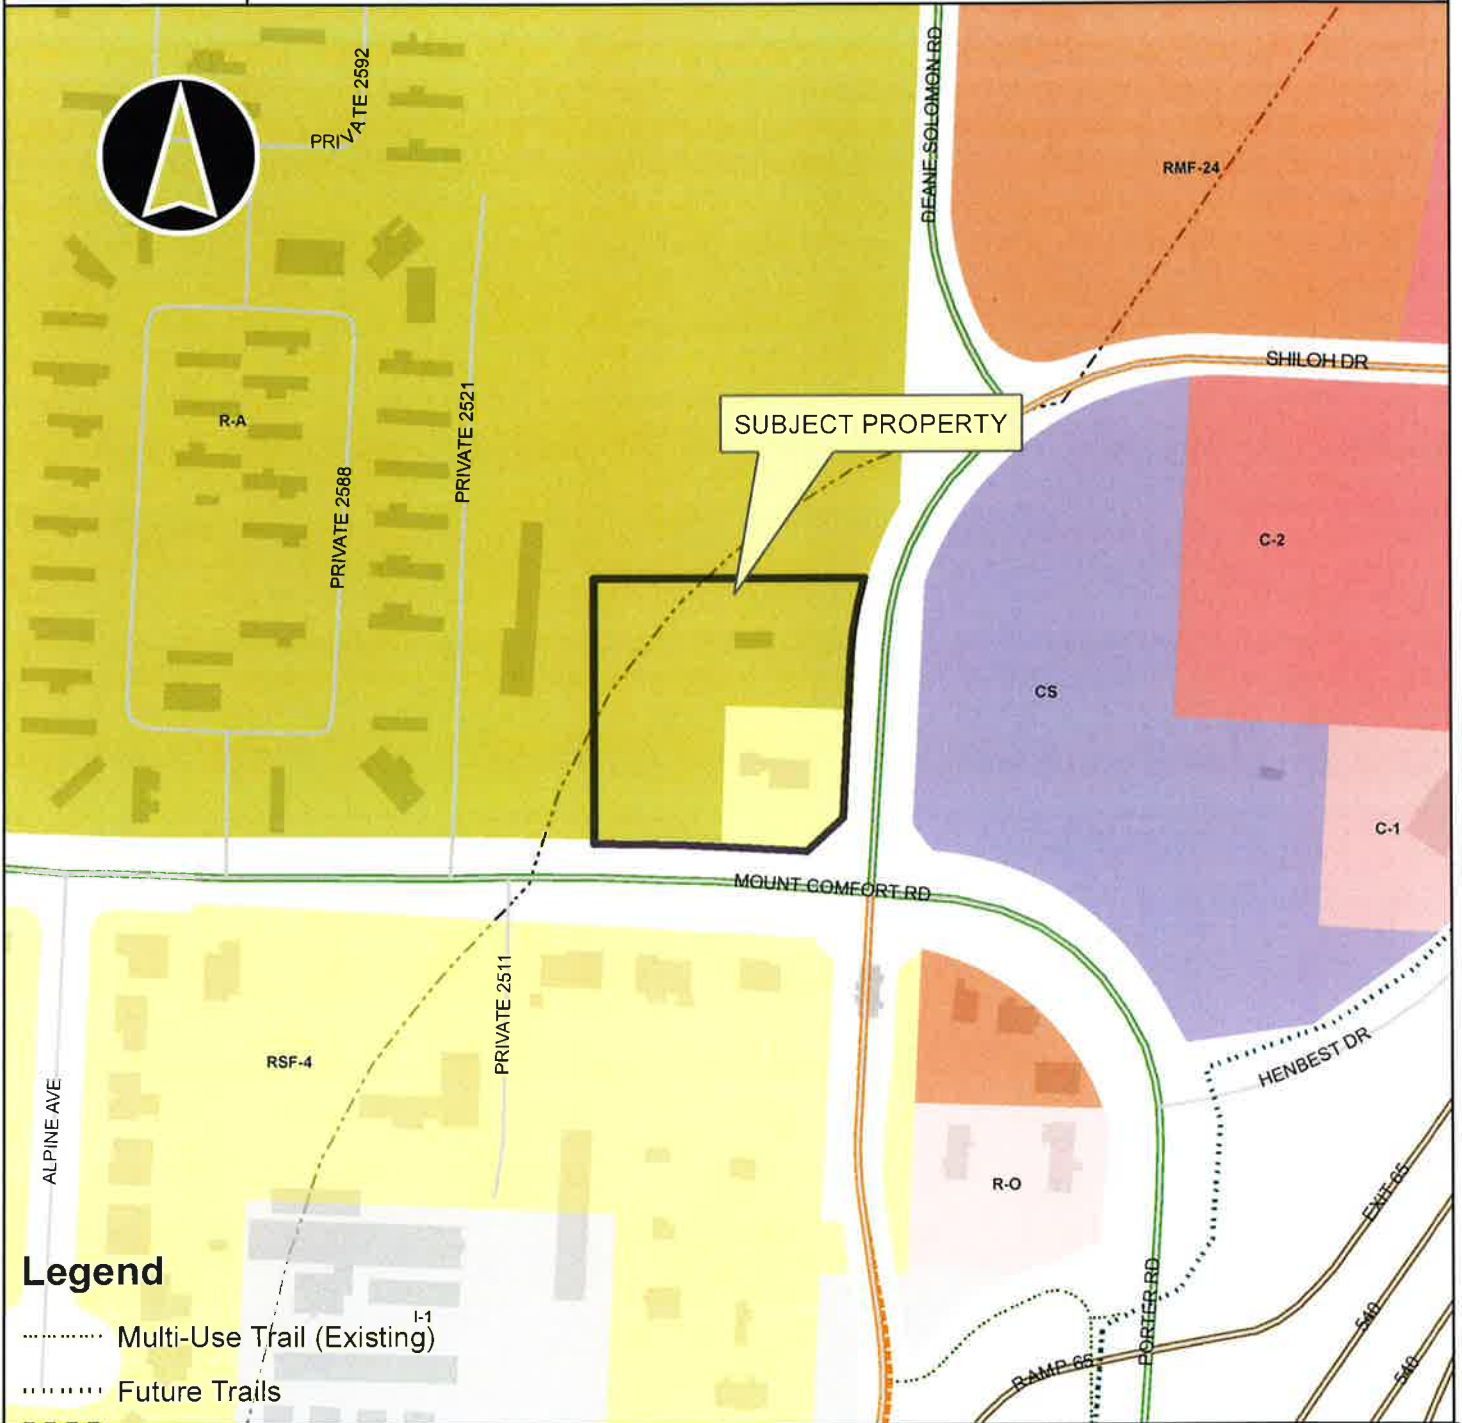 PRIVATE 2592
DEANE SOLOMON RD
RMF-24
SHILOH DR
SUBJECT PROPERTY
R-A
PRIVATE 2521
PRIVATE 2588
C-2
CS
C-1
MOUNT COMFORT RD
PRIVATE 2511
RSF-4
HENBEST DR
ALPINE AVE
R-O
EXIT 65
Legend
I-1
Multi-Use Trail (Existing)
PORTER RD
540
RAMP 65
540
Future Trails